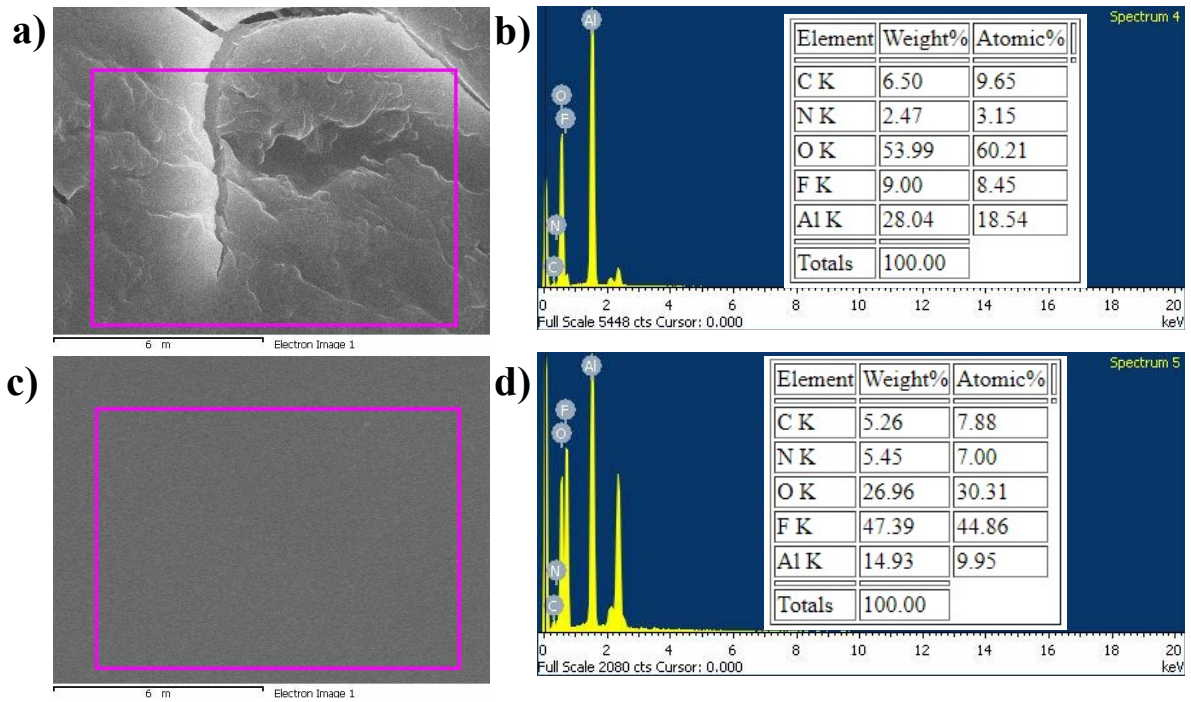 a)
6 m Electron Image 1
b)
Spectrum 4
Al
O
F
N
C
Element Weight% Atomic%
C K 6.50 9.65
N K 2.47 3.15
O K 53.99 60.21
F K 9.00 8.45
Al K 28.04 18.54
Totals 100.00
0 2 4 6 8 10 12 14 16 18 20
Full Scale 5448 cts Cursor: 0.000 keV
c)
6 m Electron Image 1
d)
Spectrum 5
Al
F
O
N
C
Element Weight% Atomic%
C K 5.26 7.88
N K 5.45 7.00
O K 26.96 30.31
F K 47.39 44.86
Al K 14.93 9.95
Totals 100.00
0 2 4 6 8 10 12 14 16 18 20
Full Scale 2080 cts Cursor: 0.000 keV